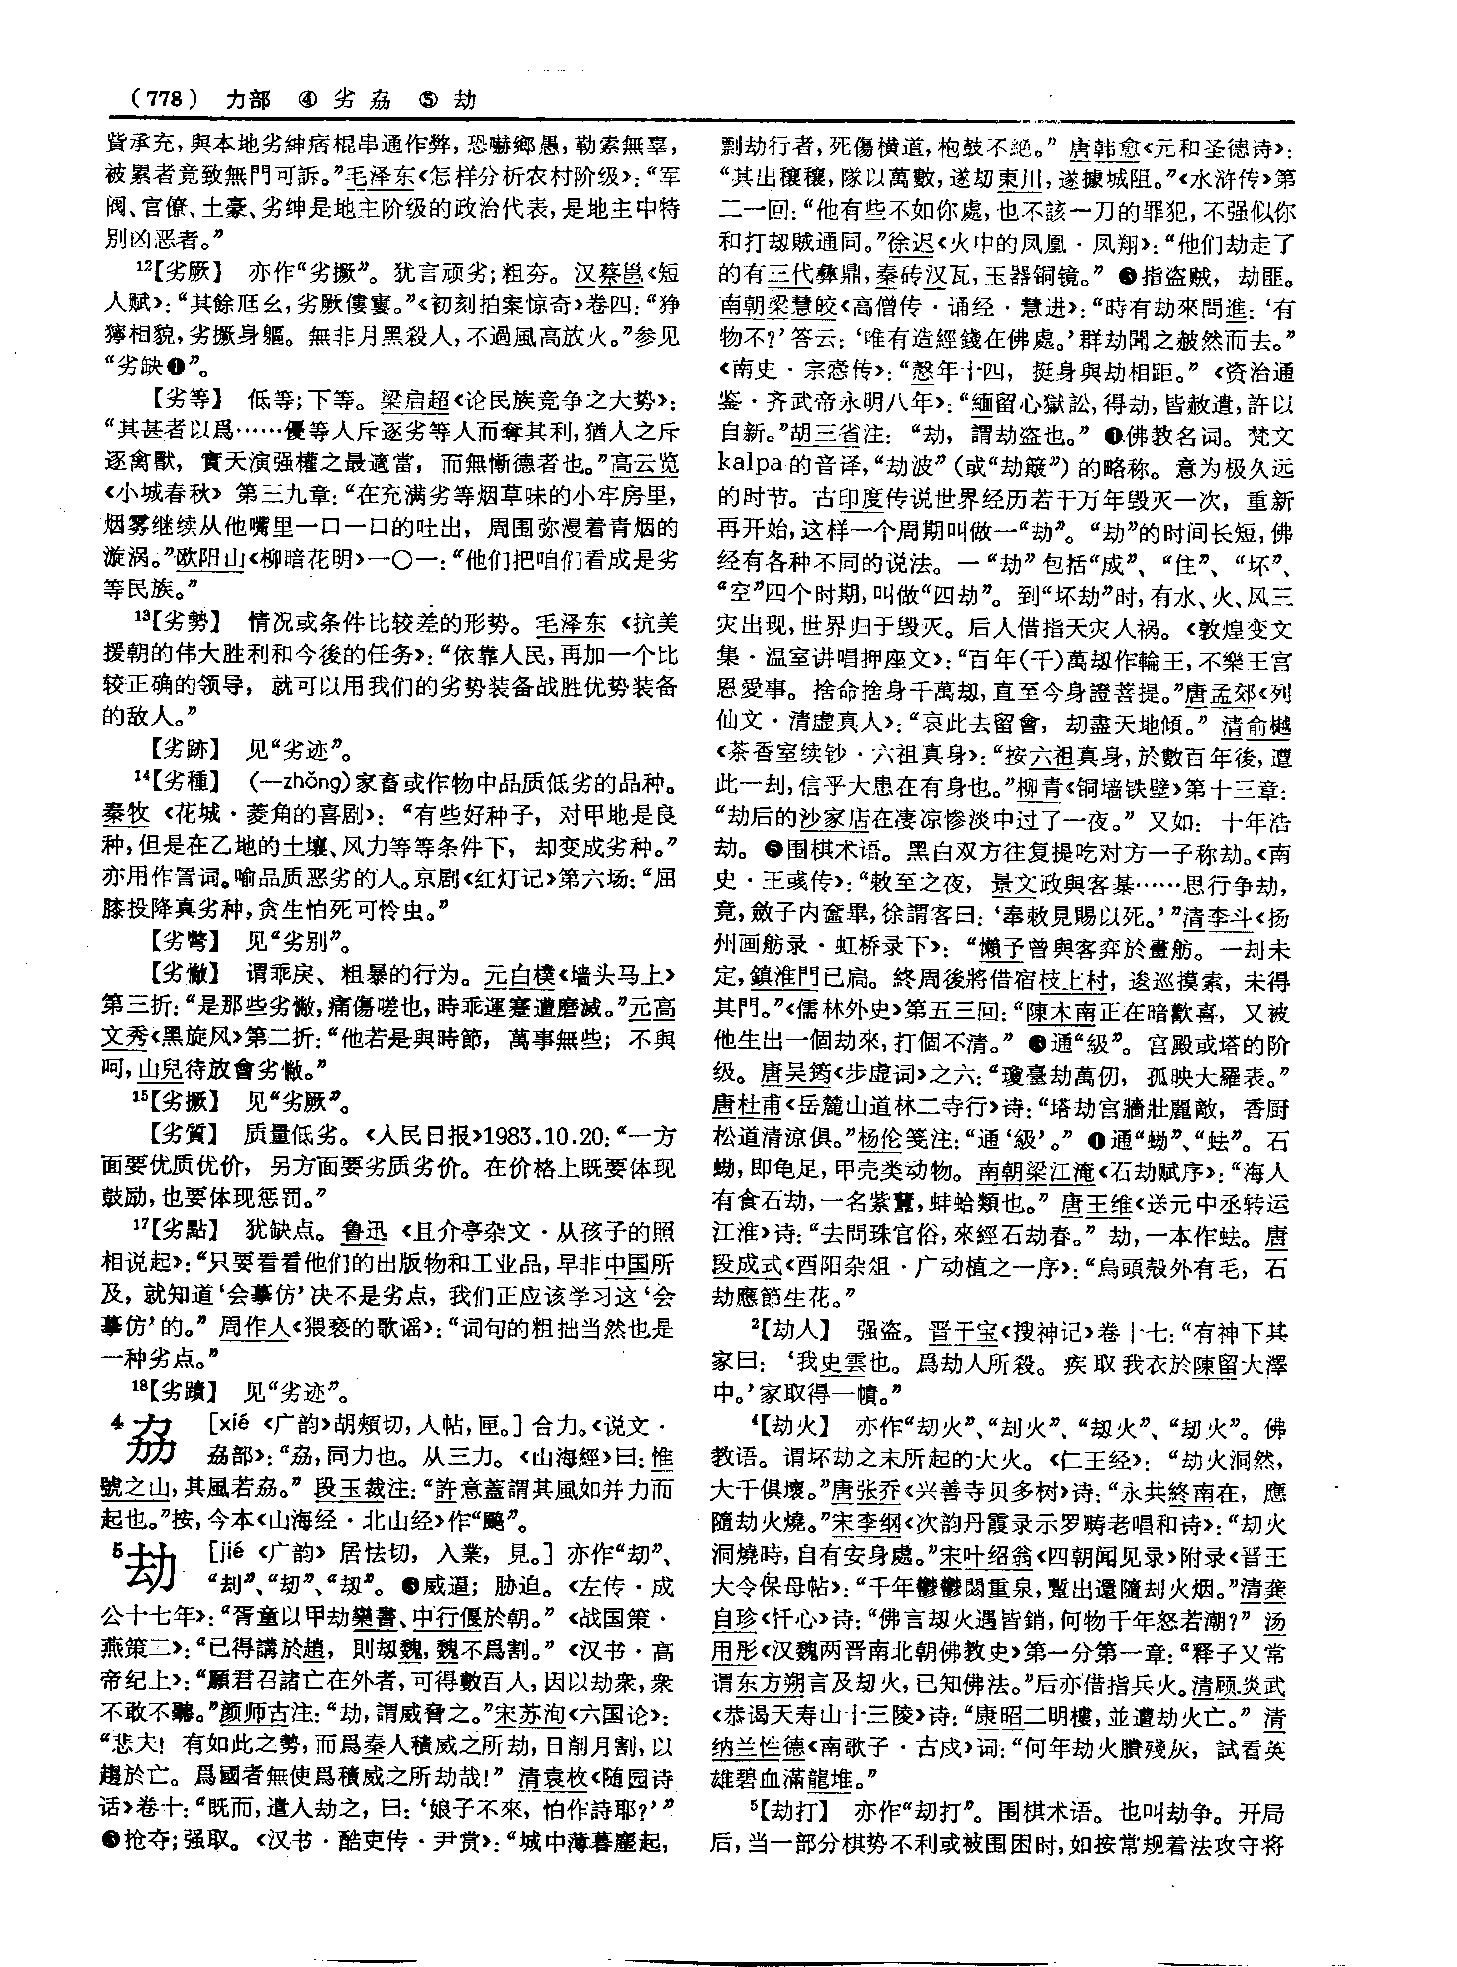 （778） 力部 ④ 劣劦 ⑤ 劫
貲承充，與本地劣紳痞棍串通作弊，恐嚇鄉愚，勒索無辜，
被累者竟致無門可訴。”毛泽东《怎样分析农村阶级》：“军
阀、官僚、土豪、劣绅是地主阶级的政治代表，是地主中特
别凶恶者。”
12【劣厥】 亦作“劣撅”。犹言顽劣；粗夯。汉蔡邕《短
人赋》：“其餘尫幺，劣厥僂窶。”《初刻拍案惊奇》卷四：“狰
獰相貌，劣撅身軀。無非月黑殺人，不過風高放火。”参见
“劣缺❶”。
【劣等】 低等；下等。梁启超《论民族竞争之大势》：
“其甚者以爲……優等人斥逐劣等人而奪其利，猶人之斥
逐禽獸，實天演强權之最適當，而無慚德者也。”高云览
《小城春秋》第三九章：“在充满劣等烟草味的小牢房里，
烟雾继续从他嘴里一口一口的吐出，周围弥漫着青烟的
漩涡。”欧阳山《柳暗花明》一〇一：“他们把咱们看成是劣
等民族。”
13【劣勢】 情况或条件比较差的形势。毛泽东《抗美
援朝的伟大胜利和今後的任务》：“依靠人民，再加一个比
较正确的领导，就可以用我们的劣势装备战胜优势装备
的敌人。”
【劣跡】 见“劣迹”。
14【劣種】 （—zhǒng）家畜或作物中品质低劣的品种。
秦牧《花城·菱角的喜剧》：“有些好种子，对甲地是良
种，但是在乙地的土壤、风力等等条件下，却变成劣种。”
亦用作詈词。喻品质恶劣的人。京剧《红灯记》第六场：“屈
膝投降真劣种，贪生怕死可怜虫。”
【劣彆】 见“劣别”。
【劣憋】 谓乖戾、粗暴的行为。元白樸《墙头马上》
第三折：“是那些劣憋，痛傷嗟也，時乖運蹇遭磨滅。”元高
文秀《黑旋风》第二折：“他若是與時節，萬事無些；不與
呵，山兒待放會劣憋。”
15【劣撅】 见“劣厥”。
【劣質】 质量低劣。《人民日报》1983.10.20：“一方
面要优质优价，另方面要劣质劣价。在价格上既要体现
鼓励，也要体现惩罚。”
17【劣點】 犹缺点。鲁迅《且介亭杂文·从孩子的照
相说起》：“只要看看他们的出版物和工业品，早非中国所
及，就知道‘会摹仿’决不是劣点，我们正应该学习这‘会
摹仿’的。”周作人《猥亵的歌谣》：“词句的粗拙当然也是
一种劣点。”
18【劣蹟】 见“劣迹”。
4劦 ［xié 《广韵》胡頰切，入帖，匣。］合力。《说文·
劦部》：“劦，同力也。从三力。《山海經》曰：惟
號之山，其風若劦。”段玉裁注：“許意蓋謂其風如并力而
起也。”按，今本《山海经·北山经》作“飇”。
5劫 ［jié 《广韵》居怯切，入業，見。］亦作“刦”、
“刧”、“刼”、“刼”。❶威逼；胁迫。《左传·成
公十七年》：“胥童以甲劫欒書、中行偃於朝。”《战国策·
燕策二》：“已得講於趙，則刼魏，魏不爲割。”《汉书·高
帝纪上》：“願君召諸亡在外者，可得數百人，因以劫衆，衆
不敢不聽。”颜师古注：“劫，謂威脅之。”宋苏洵《六国论》：
“悲夫！有如此之勢，而爲秦人積威之所劫，日削月割，以
趨於亡。爲國者無使爲積威之所劫哉！”清袁枚《随园诗
话》卷十：“既而，遣人劫之，曰：‘娘子不來，怕作詩耶？’”
❷抢夺；强取。《汉书·酷吏传·尹赏》：“城中薄暮塵起，
剽劫行者，死傷横道，枹鼓不絶。”唐韩愈《元和圣德诗》：
“其出穰穰，隊以萬數，遂刼東川，遂據城阻。”《水浒传》第
二一回：“他有些不如你處，也不該一刀的罪犯，不强似你
和打刼賊通同。”徐迟《火中的凤凰·凤翔》：“他们劫走了
的有三代彝鼎，秦砖汉瓦，玉器铜镜。”❸指盗贼，劫匪。
南朝梁慧皎《高僧传·诵经·慧进》：“時有劫來問進：‘有
物不？’答云：‘唯有造經錢在佛處。’群劫聞之赧然而去。”
《南史·宗悫传》：“慤年十四，挺身與劫相距。”《资治通
鉴·齐武帝永明八年》：“緬留心獄訟，得劫，皆赦遣，許以
自新。”胡三省注：“劫，謂劫盗也。”❹佛教名词。梵文
kalpa的音译，“劫波”（或“劫簸”）的略称。意为极久远
的时节。古印度传说世界经历若干万年毁灭一次，重新
再开始，这样一个周期叫做一“劫”。“劫”的时间长短，佛
经有各种不同的说法。一“劫”包括“成”、“住”、“坏”、
“空”四个时期，叫做“四劫”。到“坏劫”时，有水、火、风三
灾出现，世界归于毁灭。后人借指天灾人祸。《敦煌变文
集·温室讲唱押座文》：“百年（千）萬刼作輪王，不樂王宫
恩愛事。捨命捨身千萬刼，直至今身證菩提。”唐孟郊《列
仙文·清虚真人》：“哀此去留會，刧盡天地傾。”清俞樾
《茶香室续钞·六祖真身》：“按六祖真身，於數百年後，遭
此一刦，信乎大患在有身也。”柳青《铜墙铁壁》第十三章：
“劫后的沙家店在凄凉惨淡中过了一夜。”又如：十年浩
劫。❺围棋术语。黑白双方往复提吃对方一子称劫。《南
史·王彧传》：“敕至之夜，景文政與客棊……思行争劫，
竟，斂子内奩畢，徐謂客曰：‘奉敕見賜以死。’”清李斗《扬
州画舫录·虹桥录下》：“懶予曾與客弈於畫舫。一刦未
定，鎮淮門已扃。終局後將借宿枝上村，逡巡摸索，未得
其門。”《儒林外史》第五三回：“陳木南正在暗歡喜，又被
他生出一個劫來，打個不清。”❻通“級”。宫殿或塔的阶
级。唐吴筠《步虚词》之六：“瓊臺劫萬仞，孤映大羅表。”
唐杜甫《岳麓山道林二寺行》诗：“塔劫宫牆壯麗敵，香厨
松道清凉俱。”杨伦笺注：“通‘級’。”❼通“蜐”、“蚨”。石
蜐，即龟足，甲壳类动物。南朝梁江淹《石劫赋序》：“海人
有食石劫，一名紫䕯，蚌蛤類也。”唐王维《送元中丞转运
江淮》诗：“去問珠官俗，來經石劫春。”劫，一本作蚨。唐
段成式《酉阳杂俎·广动植之一序》：“烏頭殻外有毛，石
劫應節生花。”
2【劫人】 强盗。晋干宝《搜神记》卷十七：“有神下其
家曰：‘我史雲也。爲劫人所殺。疾取我衣於陳留大澤
中。’家取得一幘。”
4【劫火】 亦作“刧火”、“刦火”、“刼火”、“刼火”。佛
教语。谓坏劫之末所起的大火。《仁王经》：“劫火洞然，
大千俱壞。”唐张乔《兴善寺贝多树》诗：“永共終南在，應
隨劫火燒。”宋李纲《次韵丹霞录示罗畴老唱和诗》：“刧火
洞燒時，自有安身處。”宋叶绍翁《四朝闻见录》附录《晋王
大令保母帖》：“千年鬱鬱閟重泉，蹔出還隨刦火烟。”清龚
自珍《忏心》诗：“佛言刼火遇皆銷，何物千年怒若潮？”汤
用彤《汉魏两晋南北朝佛教史》第一分第一章：“释子又常
谓东方朔言及刼火，已知佛法。”后亦借指兵火。清顾炎武
《恭谒天寿山十三陵》诗：“康昭二明樓，並遭劫火亡。”清
纳兰性德《南歌子·古戍》词：“何年劫火賸殘灰，試看英
雄碧血滿龍堆。”
5【劫打】 亦作“刼打”。围棋术语。也叫劫争。开局
后，当一部分棋势不利或被围困时，如按常规着法攻守将